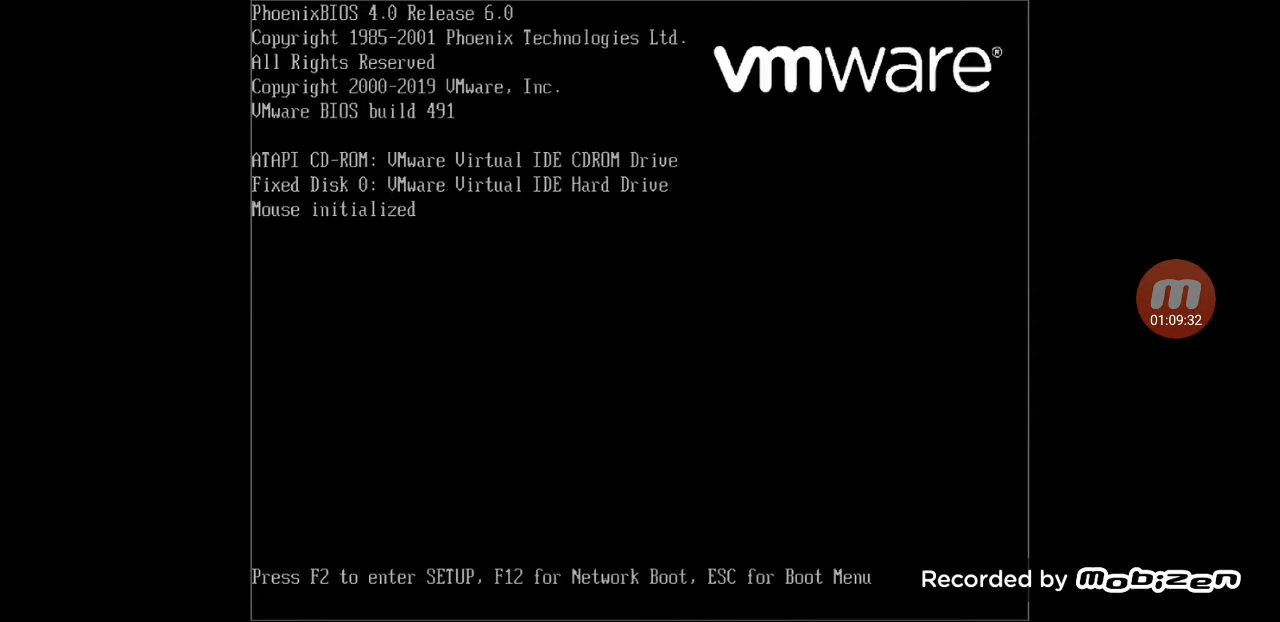 PhoenixBIOS 4.0 Release 6.0
Copyright 1985-2001 Phoenix Technologies Ltd.
All Rights Reserved
Copyright 2000-2019 VMware, Inc.
VMware BIOS build 491
vmware®
ATAPI CD-ROM: VMware Virtual IDE CDROM Drive
Fixed Disk 0: VMware Virtual IDE Hard Drive
Mouse initialized
m
01:09:32
Press F2 to enter SETUP, F12 for Network Boot, ESC for Boot Menu
Recorded by mobizen